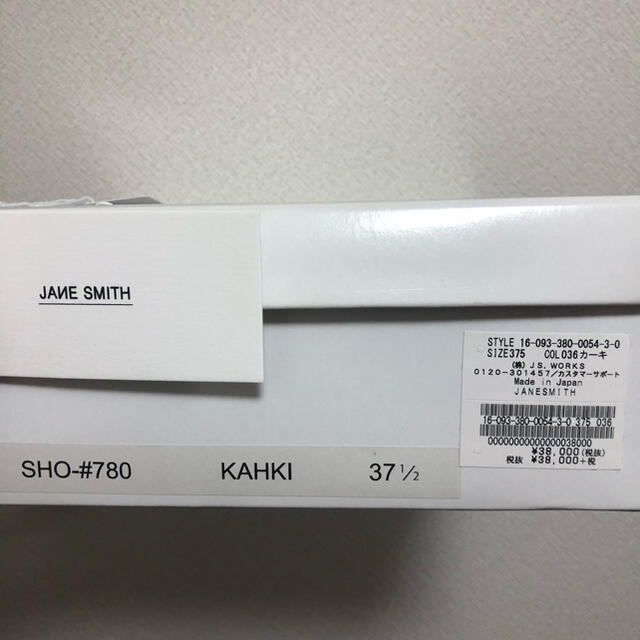 JAИE SMITH
STYLE 16-093-380-0054-3-0
SIZE375 COL036カーキ
(株) J.S. WORKS
0120-301457/カスタマーサポート
Made in Japan
JANESMITH
16-093-380-0054-3-0 375 036
00000000000000038000
¥38,000(税抜)
税抜 ¥38,000+税
SHO-#780 KAHKI 37 ½